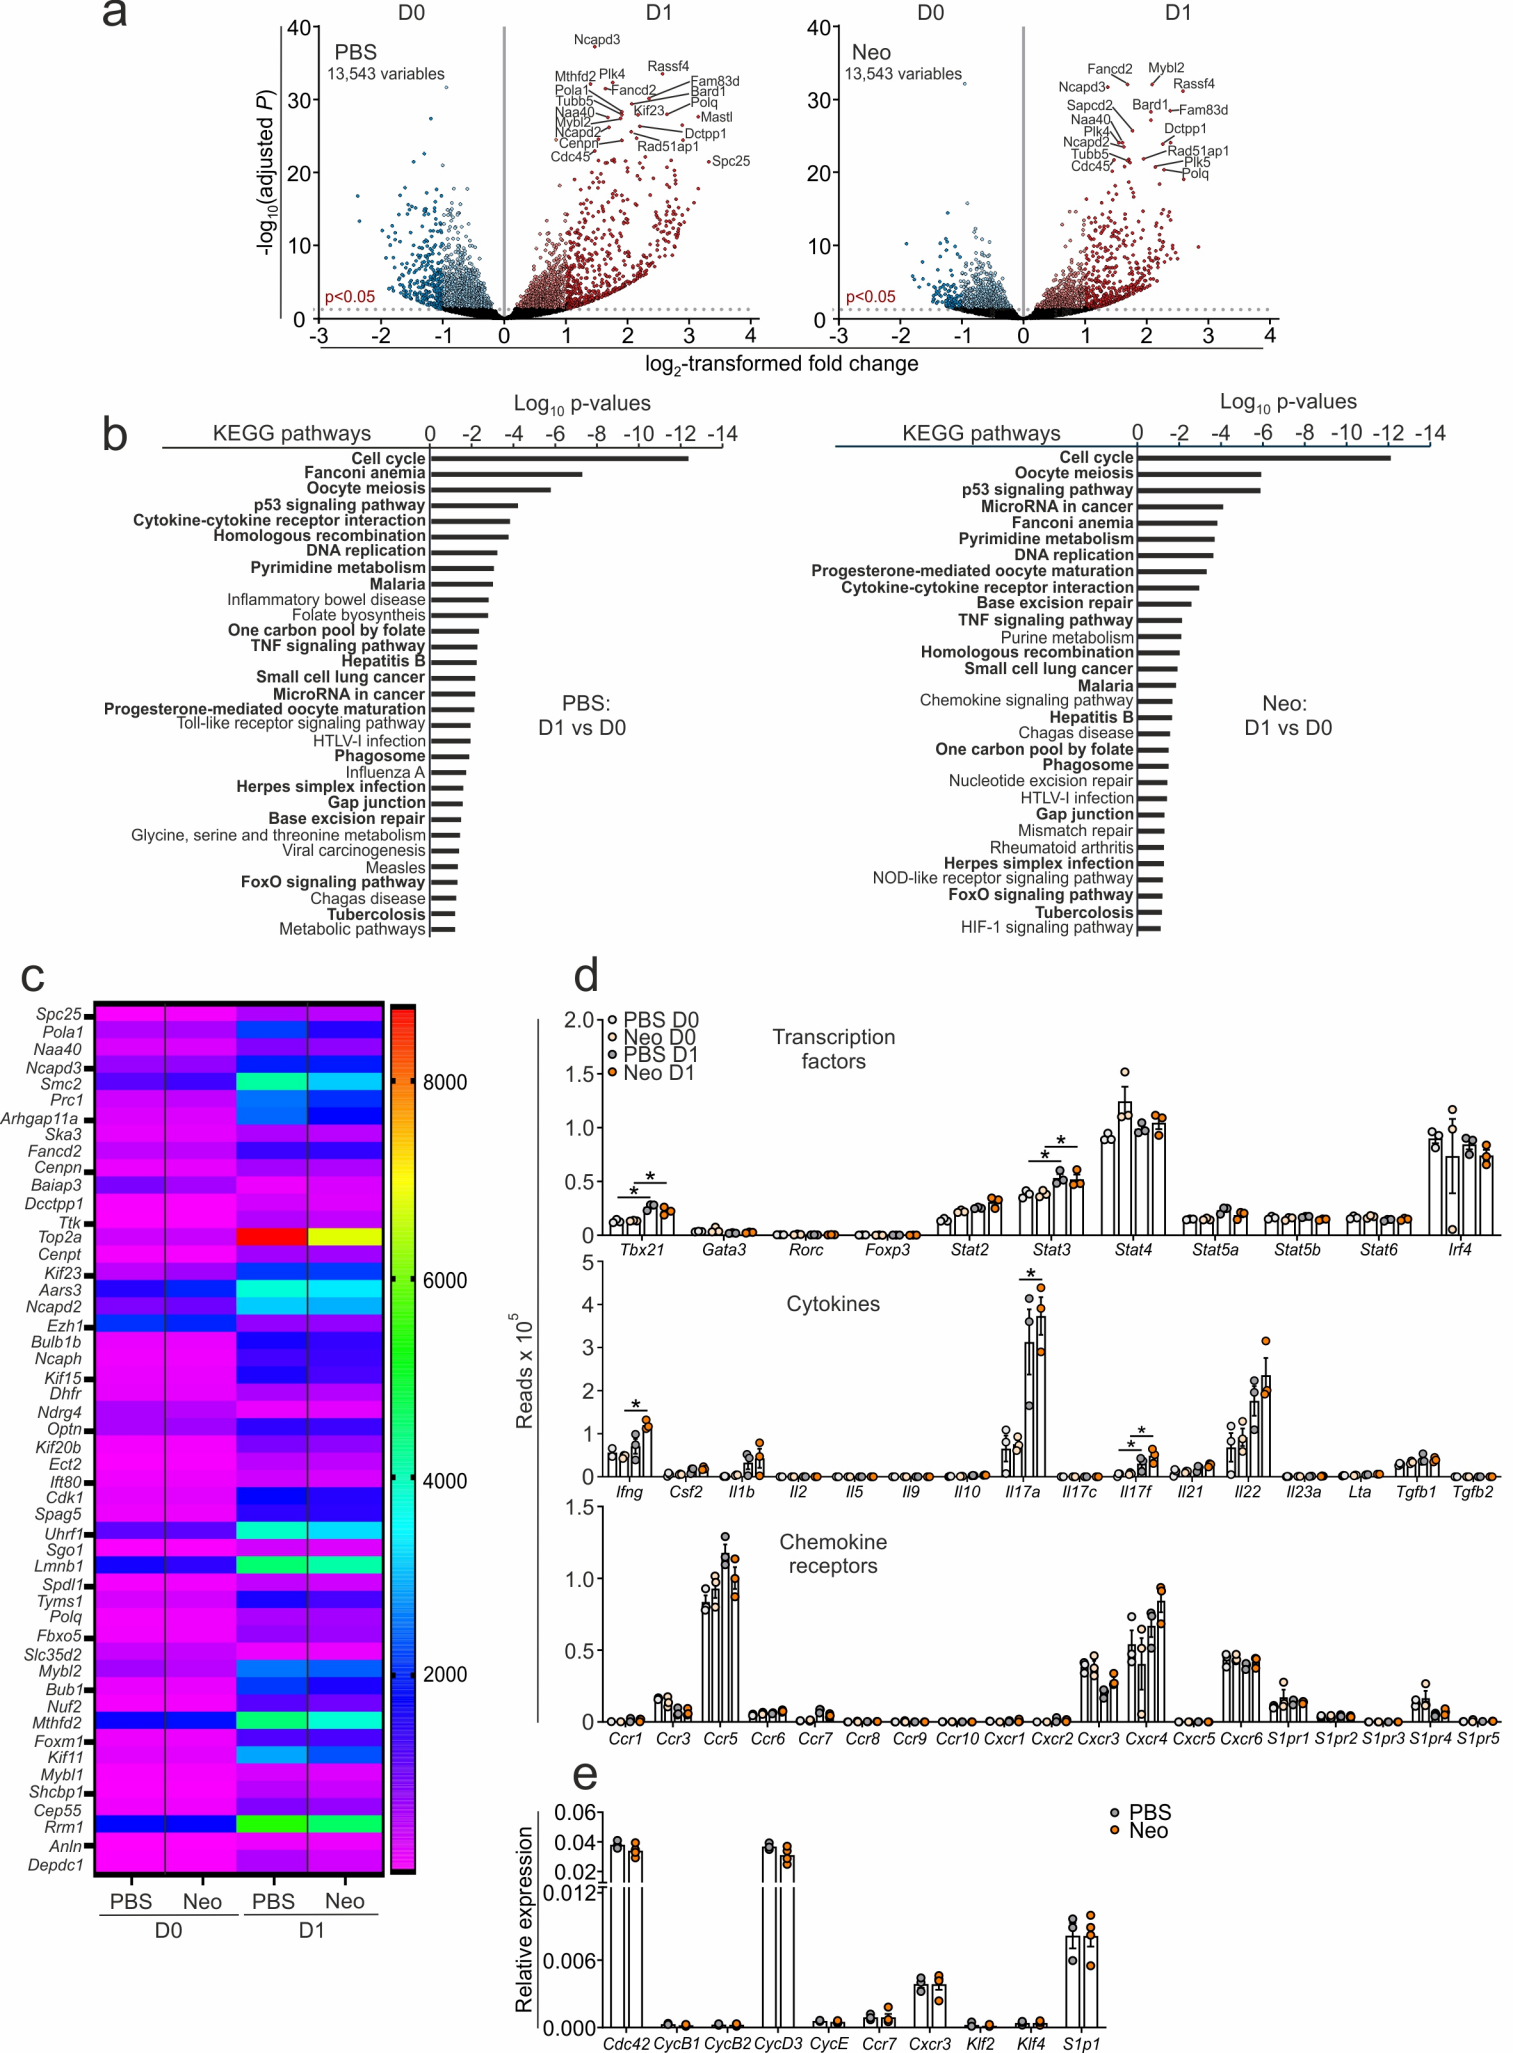 a
D0
D1
D0
D1
-log10(adjusted P)
40
30
20
10
0
PBS
13,543 variables
p<0.05
Ncapd3
Mthfd2
Plk4
Rassf4
Pola1
Fancd2
Fam83d
Bard1
Tubb5
Kif23
Polq
Naa40
Mastl
Mybl2
Ncapd2
Dctpp1
Cenpn
Rad51ap1
Cdc45
Spc25
-3
-2
-1
0
1
2
3
4
40
30
20
10
0
Neo
13,543 variables
p<0.05
Fancd2
Mybl2
Ncapd3
Rassf4
Sapcd2
Bard1
Fam83d
Naa40
Plk4
Dctpp1
Ncapd2
Rad51ap1
Tubb5
Plk5
Cdc45
Polq
-3
-2
-1
0
1
2
3
4
log2-transformed fold change
b
Log10 p-values
KEGG pathways
0 -2 -4 -6 -8 -10 -12 -14
Cell cycle
Fanconi anemia
Oocyte meiosis
p53 signaling pathway
Cytokine-cytokine receptor interaction
Homologous recombination
DNA replication
Pyrimidine metabolism
Malaria
Inflammatory bowel disease
Folate byosyntheis
One carbon pool by folate
TNF signaling pathway
Hepatitis B
Small cell lung cancer
MicroRNA in cancer
Progesterone-mediated oocyte maturation
Toll-like receptor signaling pathway
HTLV-I infection
Phagosome
Influenza A
Herpes simplex infection
Gap junction
Base excision repair
Glycine, serine and threonine metabolism
Viral carcinogenesis
Measles
FoxO signaling pathway
Chagas disease
Tubercolosis
Metabolic pathways
PBS:
D1 vs D0
Log10 p-values
KEGG pathways
0 -2 -4 -6 -8 -10 -12 -14
Cell cycle
Oocyte meiosis
p53 signaling pathway
MicroRNA in cancer
Fanconi anemia
Pyrimidine metabolism
DNA replication
Progesterone-mediated oocyte maturation
Cytokine-cytokine receptor interaction
Base excision repair
TNF signaling pathway
Purine metabolism
Homologous recombination
Small cell lung cancer
Malaria
Chemokine signaling pathway
Hepatitis B
Chagas disease
One carbon pool by folate
Phagosome
Nucleotide excision repair
HTLV-I infection
Gap junction
Mismatch repair
Rheumatoid arthritis
Herpes simplex infection
NOD-like receptor signaling pathway
FoxO signaling pathway
Tubercolosis
HIF-1 signaling pathway
Neo:
D1 vs D0
c
Spc25
Pola1
Naa40
Ncapd3
Smc2
Prc1
Arhgap11a
Ska3
Fancd2
Cenpn
Baiap3
Dcctpp1
Ttk
Top2a
Cenpt
Kif23
Aars3
Ncapd2
Ezh1
Bulb1b
Ncaph
Kif15
Dhfr
Ndrg4
Optn
Kif20b
Ect2
Ift80
Cdk1
Spag5
Uhrf1
Sgo1
Lmnb1
Spdl1
Tyms1
Polq
Fbxo5
Slc35d2
Mybl2
Bub1
Nuf2
Mthfd2
Foxm1
Kif11
Mybl1
Shcbp1
Cep55
Rrm1
Anln
Depdc1
8000
6000
4000
2000
PBS Neo PBS Neo
D0 D1
d
Reads x 10^5
2.0
1.5
1.0
0.5
0
PBS D0
Neo D0
PBS D1
Neo D1
Transcription
factors
* * * *
Tbx21 Gata3 Rorc Foxp3 Stat2 Stat3 Stat4 Stat5a Stat5b Stat6 Irf4
5
4
3
2
1
0
Cytokines
* * * *
Ifng Csf2 Il1b Il2 Il5 Il9 Il10 Il17a Il17c Il17f Il21 Il22 Il23a Lta Tgfb1 Tgfb2
1.5
1.0
0.5
0
Chemokine
receptors
Ccr1 Ccr3 Ccr5 Ccr6 Ccr7 Ccr8 Ccr9 Ccr10 Cxcr1 Cxcr2 Cxcr3 Cxcr4 Cxcr5 Cxcr6 S1pr1 S1pr2 S1pr3 S1pr4 S1pr5
e
Relative expression
0.06
0.04
0.02
0.012
0.006
0.000
PBS
Neo
Cdc42 CycB1 CycB2 CycD3 CycE Ccr7 Cxcr3 Klf2 Klf4 S1p1